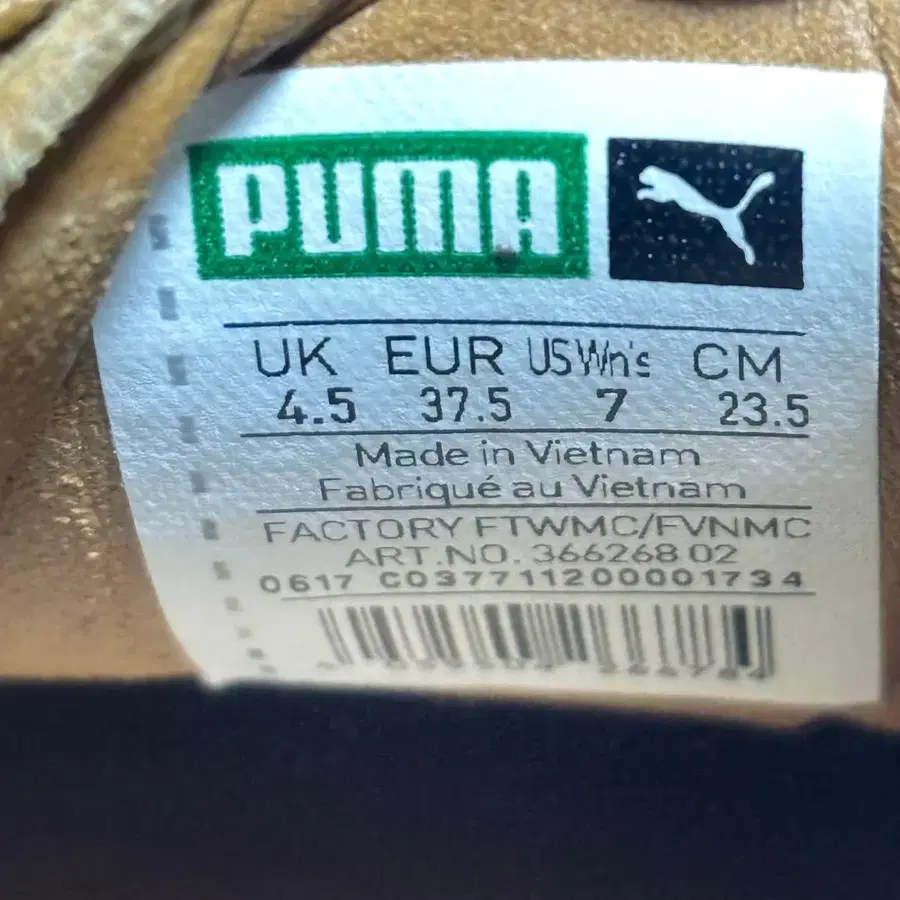 PUMA
UK EUR US Wn's CM
4.5 37.5 7 23.5
Made in Vietnam
Fabriqué au Vietnam
FACTORY FTWMC/FVNMC
ART.NO. 366268 02
0617 C0377112000001734